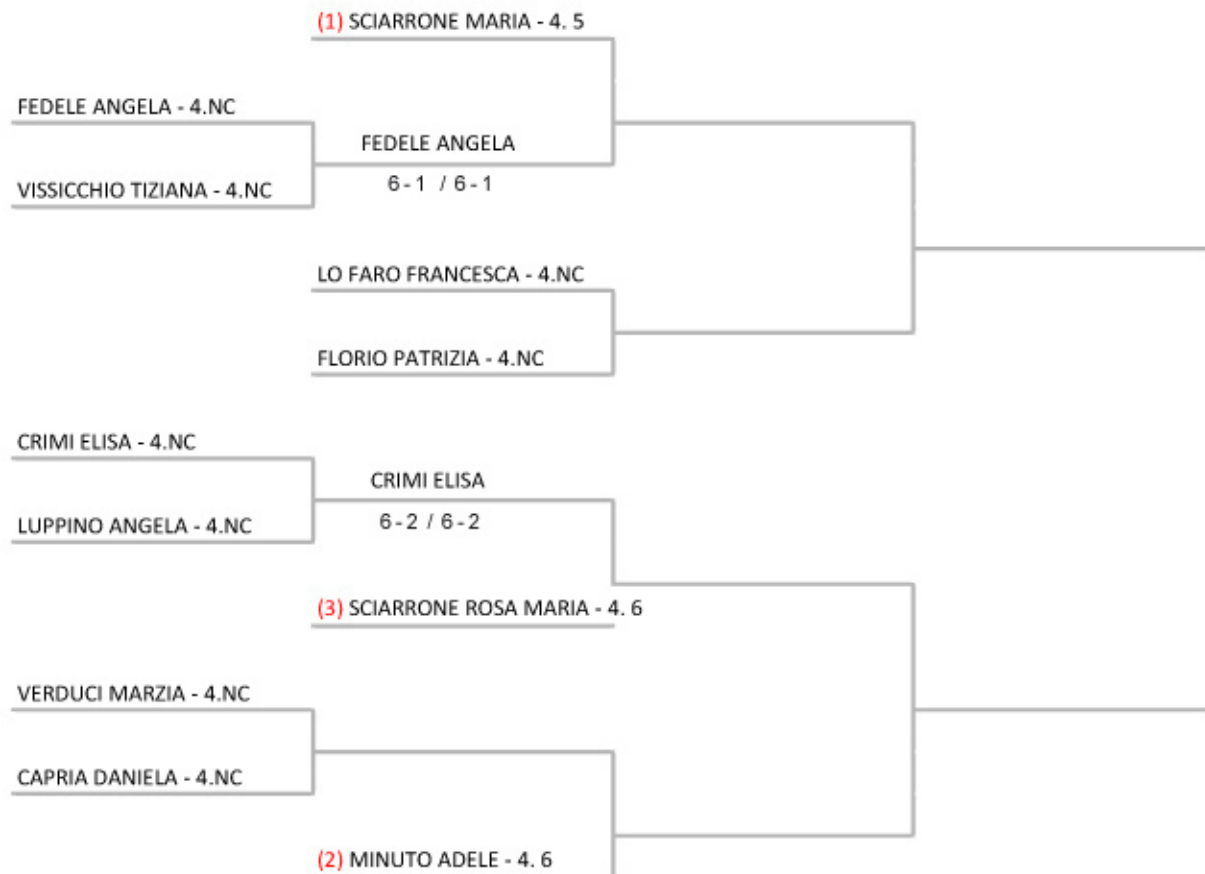 (1) SCIARRONE MARIA - 4. 5
FEDELE ANGELA - 4.NC
FEDELE ANGELA
6-1 / 6-1
VISSICCHIO TIZIANA - 4.NC
LO FARO FRANCESCA - 4.NC
FLORIO PATRIZIA - 4.NC
CRIMI ELISA - 4.NC
CRIMI ELISA
6-2 / 6-2
LUPPINO ANGELA - 4.NC
(3) SCIARRONE ROSA MARIA - 4. 6
VERDUCI MARZIA - 4.NC
CAPRIA DANIELA - 4.NC
(2) MINUTO ADELE - 4. 6